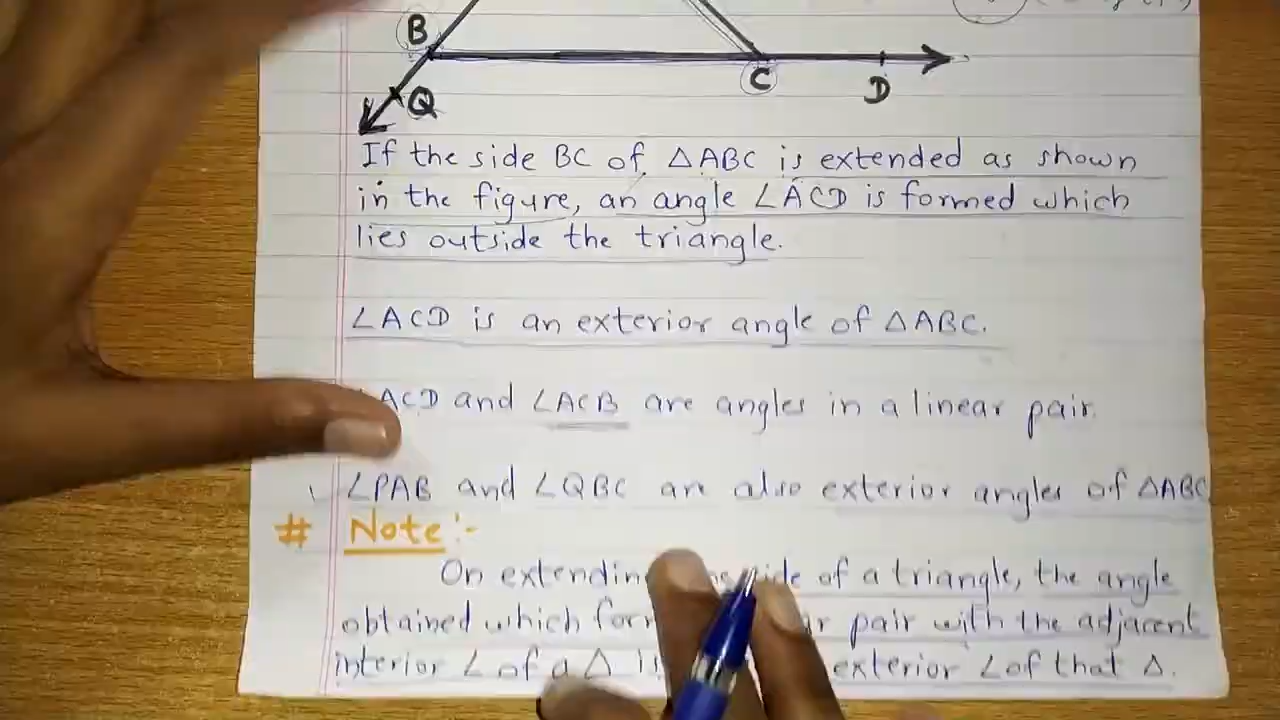 B
C
D
Q
If the side BC of △ABC is extended as shown
in the figure, an angle ∠ACD is formed which
lies outside the triangle.
∠ACD is an exterior angle of △ABC.
ACD and ∠ACB are angles in a linear pair.
∠PAB and ∠QBC are also exterior angles of △ABC
# Note:-
On extending side of a triangle, the angle
obtained which pair with the adjacent
interior ∠ of a △ is exterior ∠ of that △.